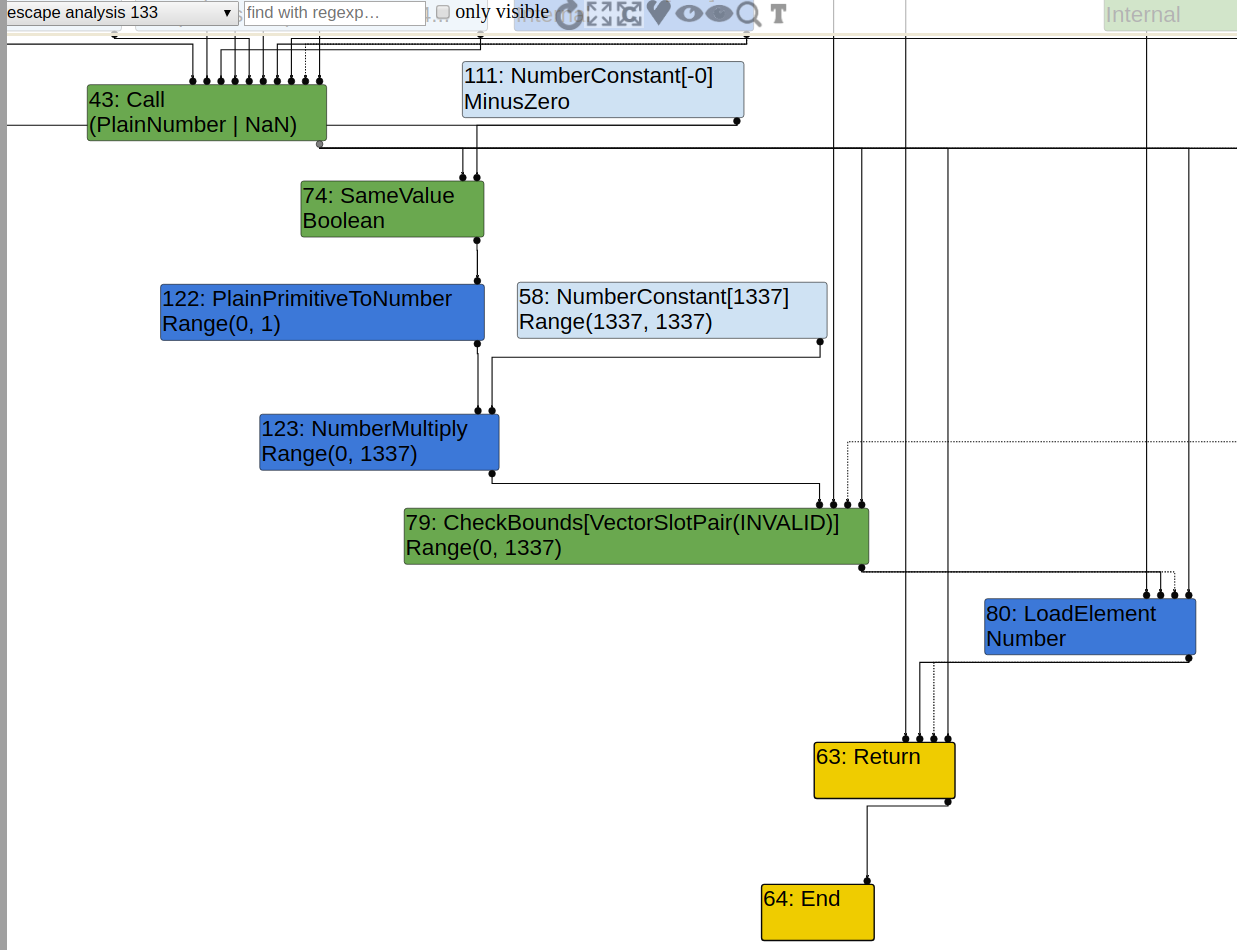 escape analysis 133
find with regexp…
only visible
T
Internal
43: Call
(PlainNumber | NaN)
111: NumberConstant[-0]
MinusZero
74: SameValue
Boolean
122: PlainPrimitiveToNumber
Range(0, 1)
58: NumberConstant[1337]
Range(1337, 1337)
123: NumberMultiply
Range(0, 1337)
79: CheckBounds[VectorSlotPair(INVALID)]
Range(0, 1337)
80: LoadElement
Number
63: Return
64: End